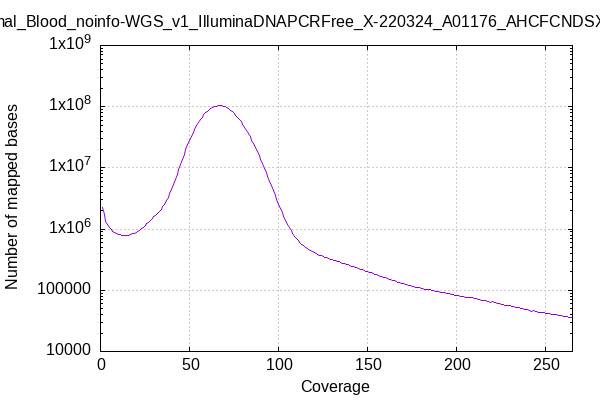 nal_Blood_noinfo-WGS_v1_IlluminaDNAPCRFree_X-220324_A01176_AHCFCNDSX
1x10^9
1x10^8
1x10^7
1x10^6
100000
10000
Number of mapped bases
0 50 100 150 200 250
Coverage